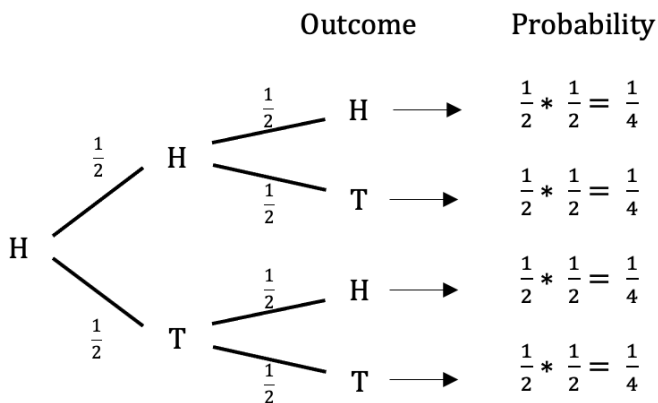 Outcome Probability
1/2 H 1/2 * 1/2 = 1/4
1/2 H
1/2 T 1/2 * 1/2 = 1/4
H
1/2 H 1/2 * 1/2 = 1/4
1/2 T
1/2 T 1/2 * 1/2 = 1/4